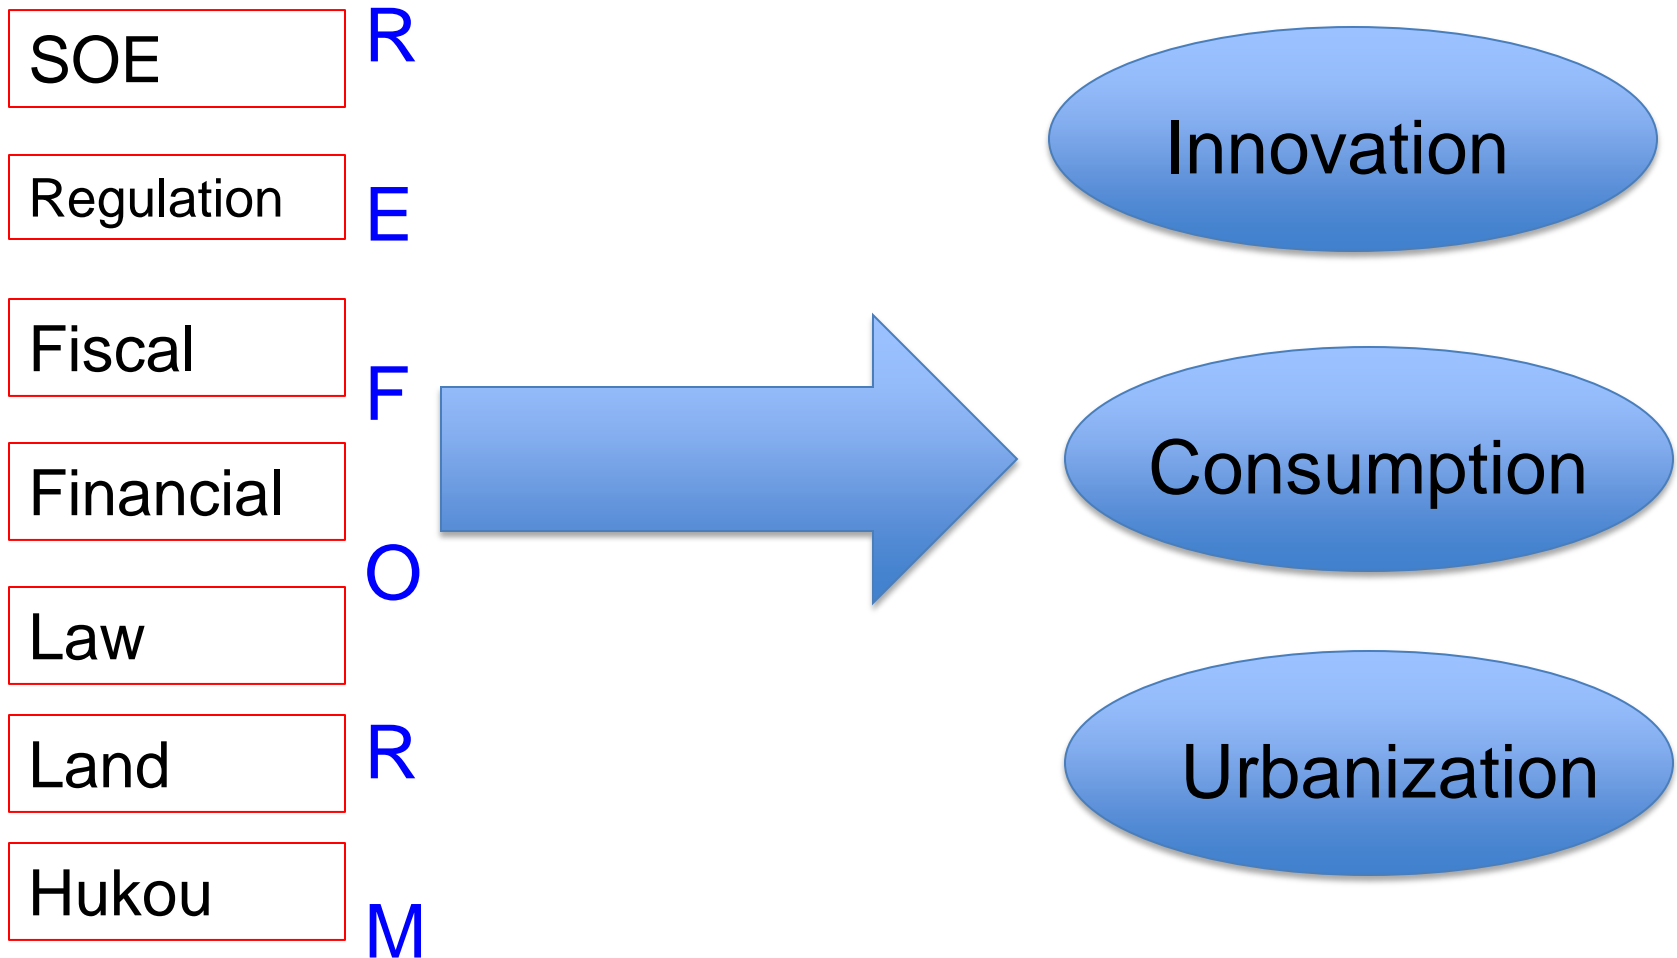 SOE
Regulation
Fiscal
Financial
Law
Land
Hukou
R
E
F
O
R
M
Innovation
Consumption
Urbanization